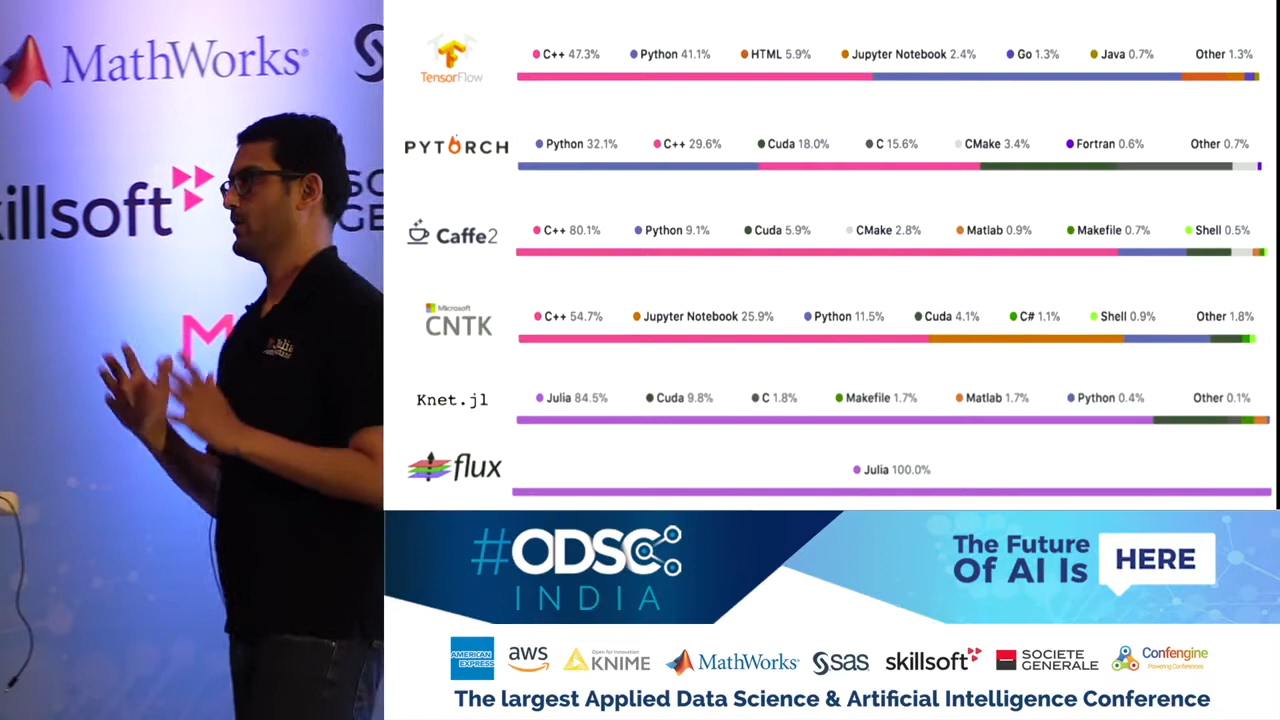 MathWorks®
skillsoft
TensorFlow
C++ 47.3% Python 41.1% HTML 5.9% Jupyter Notebook 2.4% Go 1.3% Java 0.7% Other 1.3%
PYTORCH
Python 32.1% C++ 29.6% Cuda 18.0% C 15.6% CMake 3.4% Fortran 0.6% Other 0.7%
Caffe2
C++ 80.1% Python 9.1% Cuda 5.9% CMake 2.8% Matlab 0.9% Makefile 0.7% Shell 0.5%
Microsoft
CNTK
C++ 54.7% Jupyter Notebook 25.9% Python 11.5% Cuda 4.1% C# 1.1% Shell 0.9% Other 1.8%
Knet.jl
Julia 84.5% Cuda 9.8% C 1.8% Makefile 1.7% Matlab 1.7% Python 0.4% Other 0.1%
flux
Julia 100.0%
#ODSC
INDIA
The Future
Of AI Is HERE
AMERICAN
EXPRESS
aws
Open for Innovation
KNIME
MathWorks®
sas
skillsoft
SOCIETE
GENERALE
Confengine
Powering Conferences
The largest Applied Data Science & Artificial Intelligence Conference